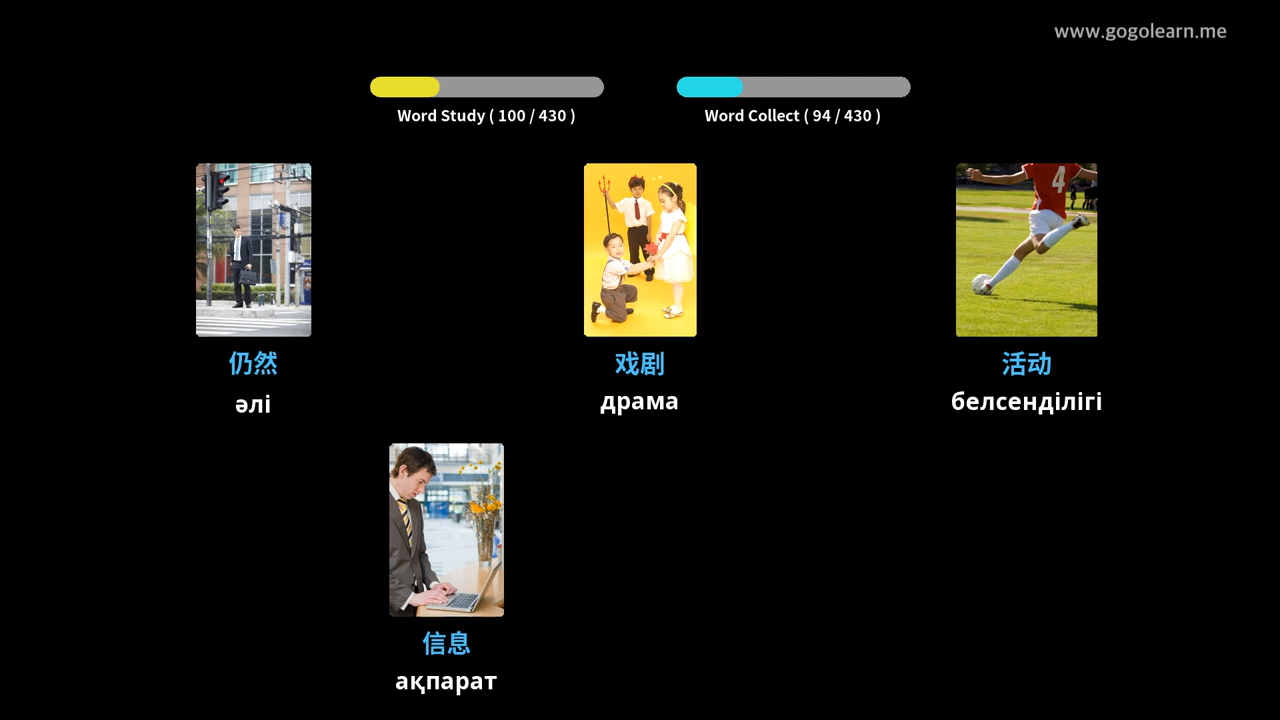 www.gogolearn.me
Word Study ( 100 / 430 )
Word Collect ( 94 / 430 )
仍然
әлі
戏剧
драма
活动
белсенділігі
4
信息
ақпарат